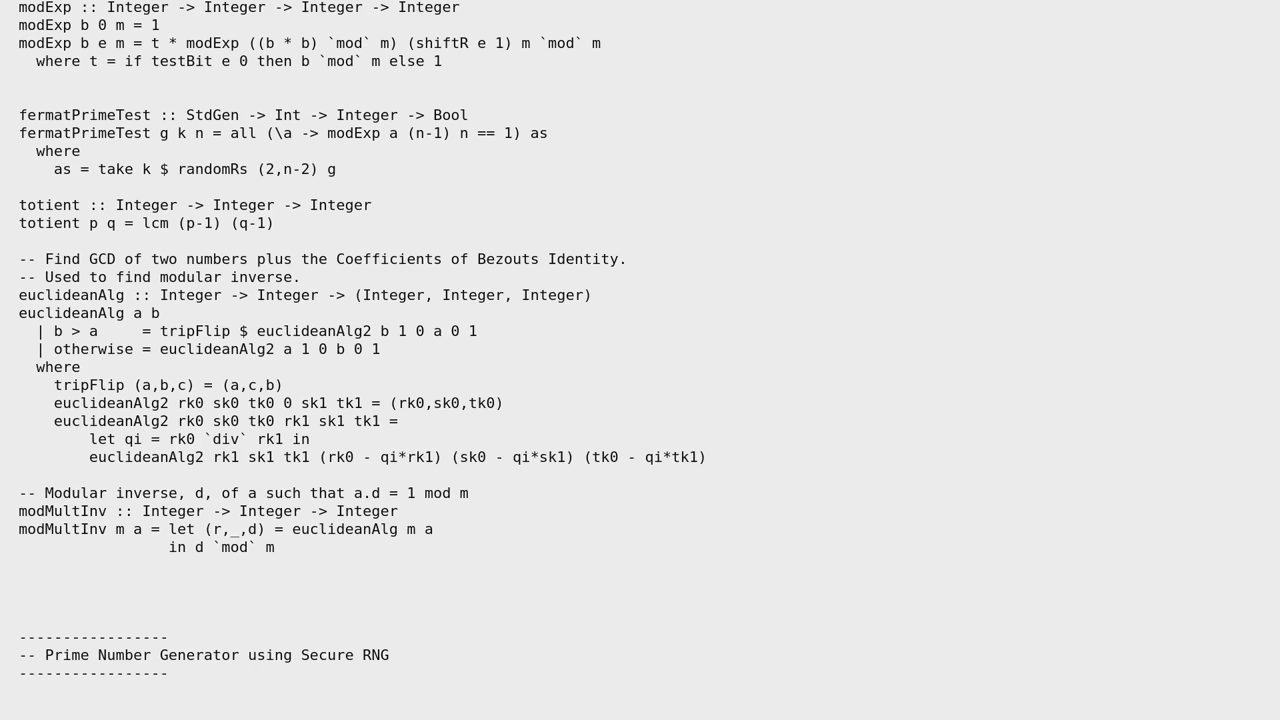 modExp :: Integer -> Integer -> Integer -> Integer
modExp b 0 m = 1
modExp b e m = t * modExp ((b * b) `mod` m) (shiftR e 1) m `mod` m
  where t = if testBit e 0 then b `mod` m else 1


fermatPrimeTest :: StdGen -> Int -> Integer -> Bool
fermatPrimeTest g k n = all (\a -> modExp a (n-1) n == 1) as
  where
    as = take k $ randomRs (2,n-2) g

totient :: Integer -> Integer -> Integer
totient p q = lcm (p-1) (q-1)

-- Find GCD of two numbers plus the Coefficients of Bezouts Identity.
-- Used to find modular inverse.
euclideanAlg :: Integer -> Integer -> (Integer, Integer, Integer)
euclideanAlg a b
  | b > a     = tripFlip $ euclideanAlg2 b 1 0 a 0 1
  | otherwise = euclideanAlg2 a 1 0 b 0 1
  where
    tripFlip (a,b,c) = (a,c,b)
    euclideanAlg2 rk0 sk0 tk0 0 sk1 tk1 = (rk0,sk0,tk0)
    euclideanAlg2 rk0 sk0 tk0 rk1 sk1 tk1 =
        let qi = rk0 `div` rk1 in
        euclideanAlg2 rk1 sk1 tk1 (rk0 - qi*rk1) (sk0 - qi*sk1) (tk0 - qi*tk1)

-- Modular inverse, d, of a such that a.d = 1 mod m
modMultInv :: Integer -> Integer -> Integer
modMultInv m a = let (r,_,d) = euclideanAlg m a
                 in d `mod` m




-----------------
-- Prime Number Generator using Secure RNG
-----------------